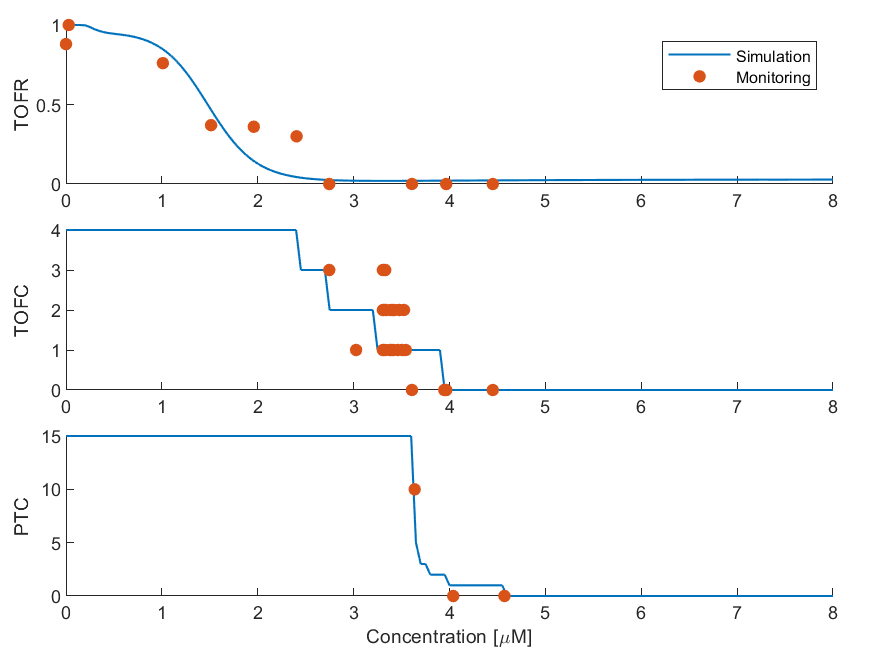 TOFR
1
0.5
0
0 1 2 3 4 5 6 7 8
Simulation
Monitoring
TOFC
4
3
2
1
0
0 1 2 3 4 5 6 7 8
PTC
15
10
5
0
0 1 2 3 4 5 6 7 8
Concentration [μM]